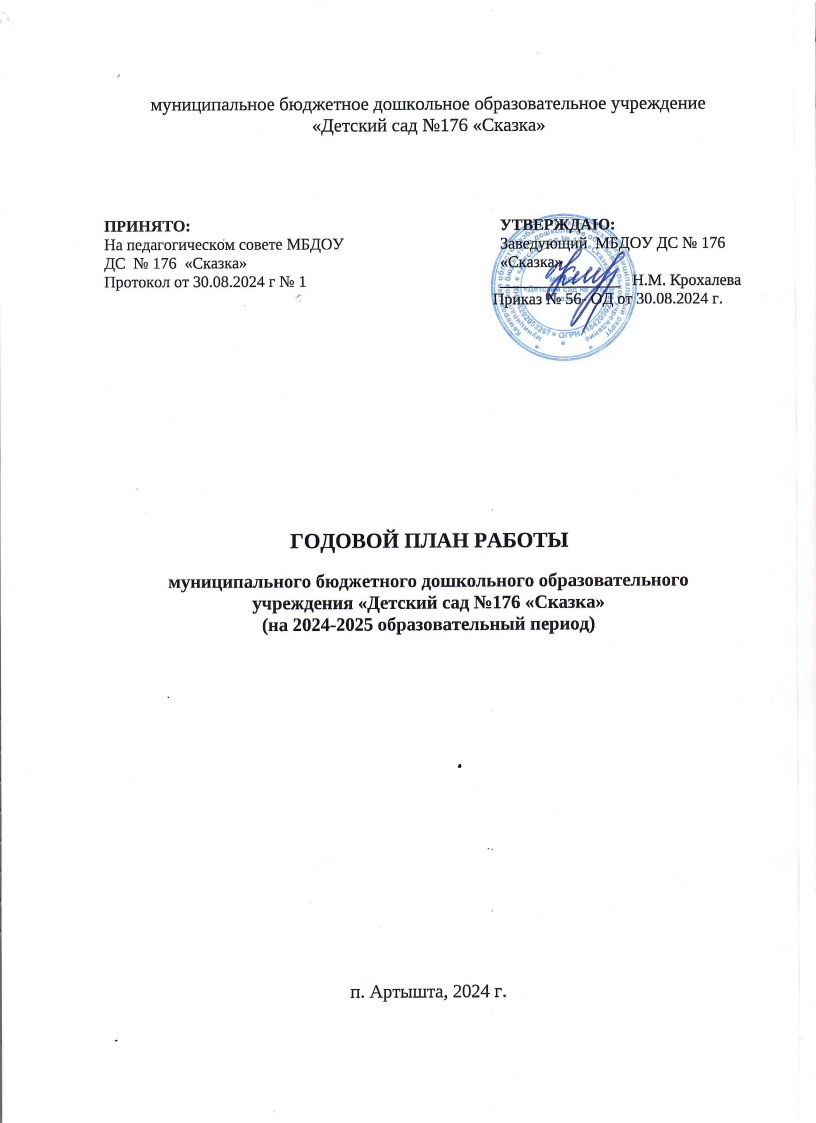 муниципальное бюджетное дошкольное образовательное учреждение
«Детский сад №176 «Сказка»
ПРИНЯТО:
На педагогическом совете МБДОУ
ДС № 176 «Сказка»
Протокол от 30.08.2024 г № 1
УТВЕРЖДАЮ:
Заведующий МБДОУ ДС № 176
«Сказка»
Н.М. Крохалева
Приказ № 56- ОД от 30.08.2024 г.
ГОДОВОЙ ПЛАН РАБОТЫ
муниципального бюджетного дошкольного образовательного
учреждения «Детский сад №176 «Сказка»
(на 2024-2025 образовательный период)
п. Артышта, 2024 г.